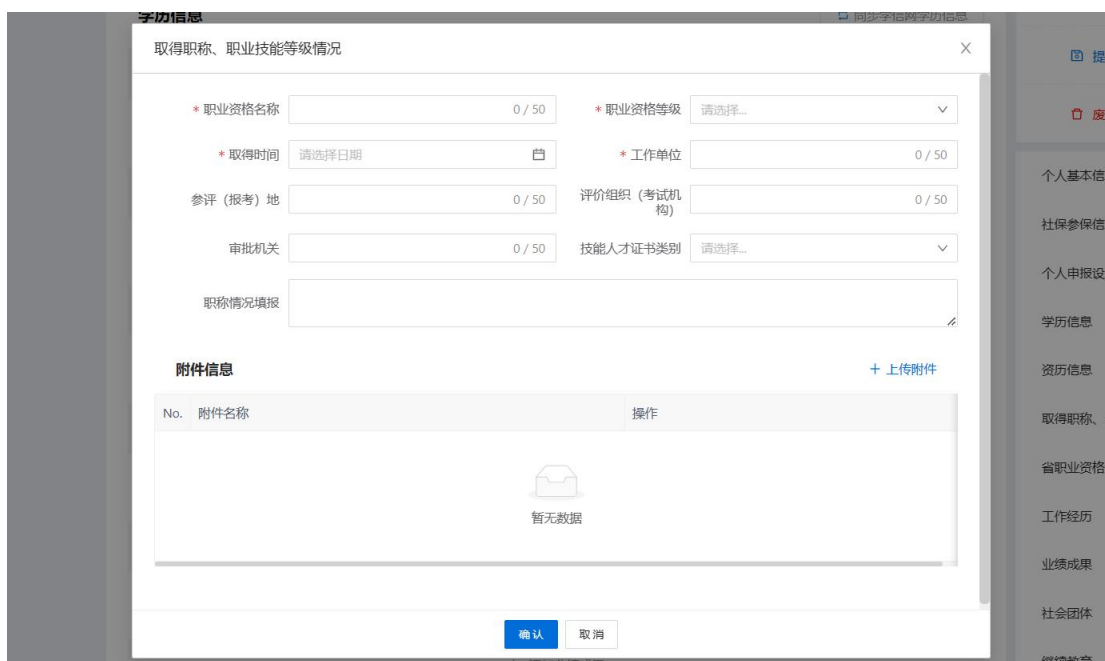 学历信息
同步学信网学历信息
取得职称、职业技能等级情况
提
废
* 职业资格名称 0 / 50
* 职业资格等级 请选择...
* 取得时间 请选择日期
* 工作单位 0 / 50
参评（报考）地 0 / 50
评价组织（考试机
构) 0 / 50
审批机关 0 / 50
技能人才证书类别 请选择...
职称情况填报
附件信息
+ 上传附件
No. 附件名称 操作
暂无数据
确认 取消
个人基本信
社保参保信
个人申报设
学历信息
资历信息
取得职称、
省职业资格
工作经历
业绩成果
社会团体
继续教育